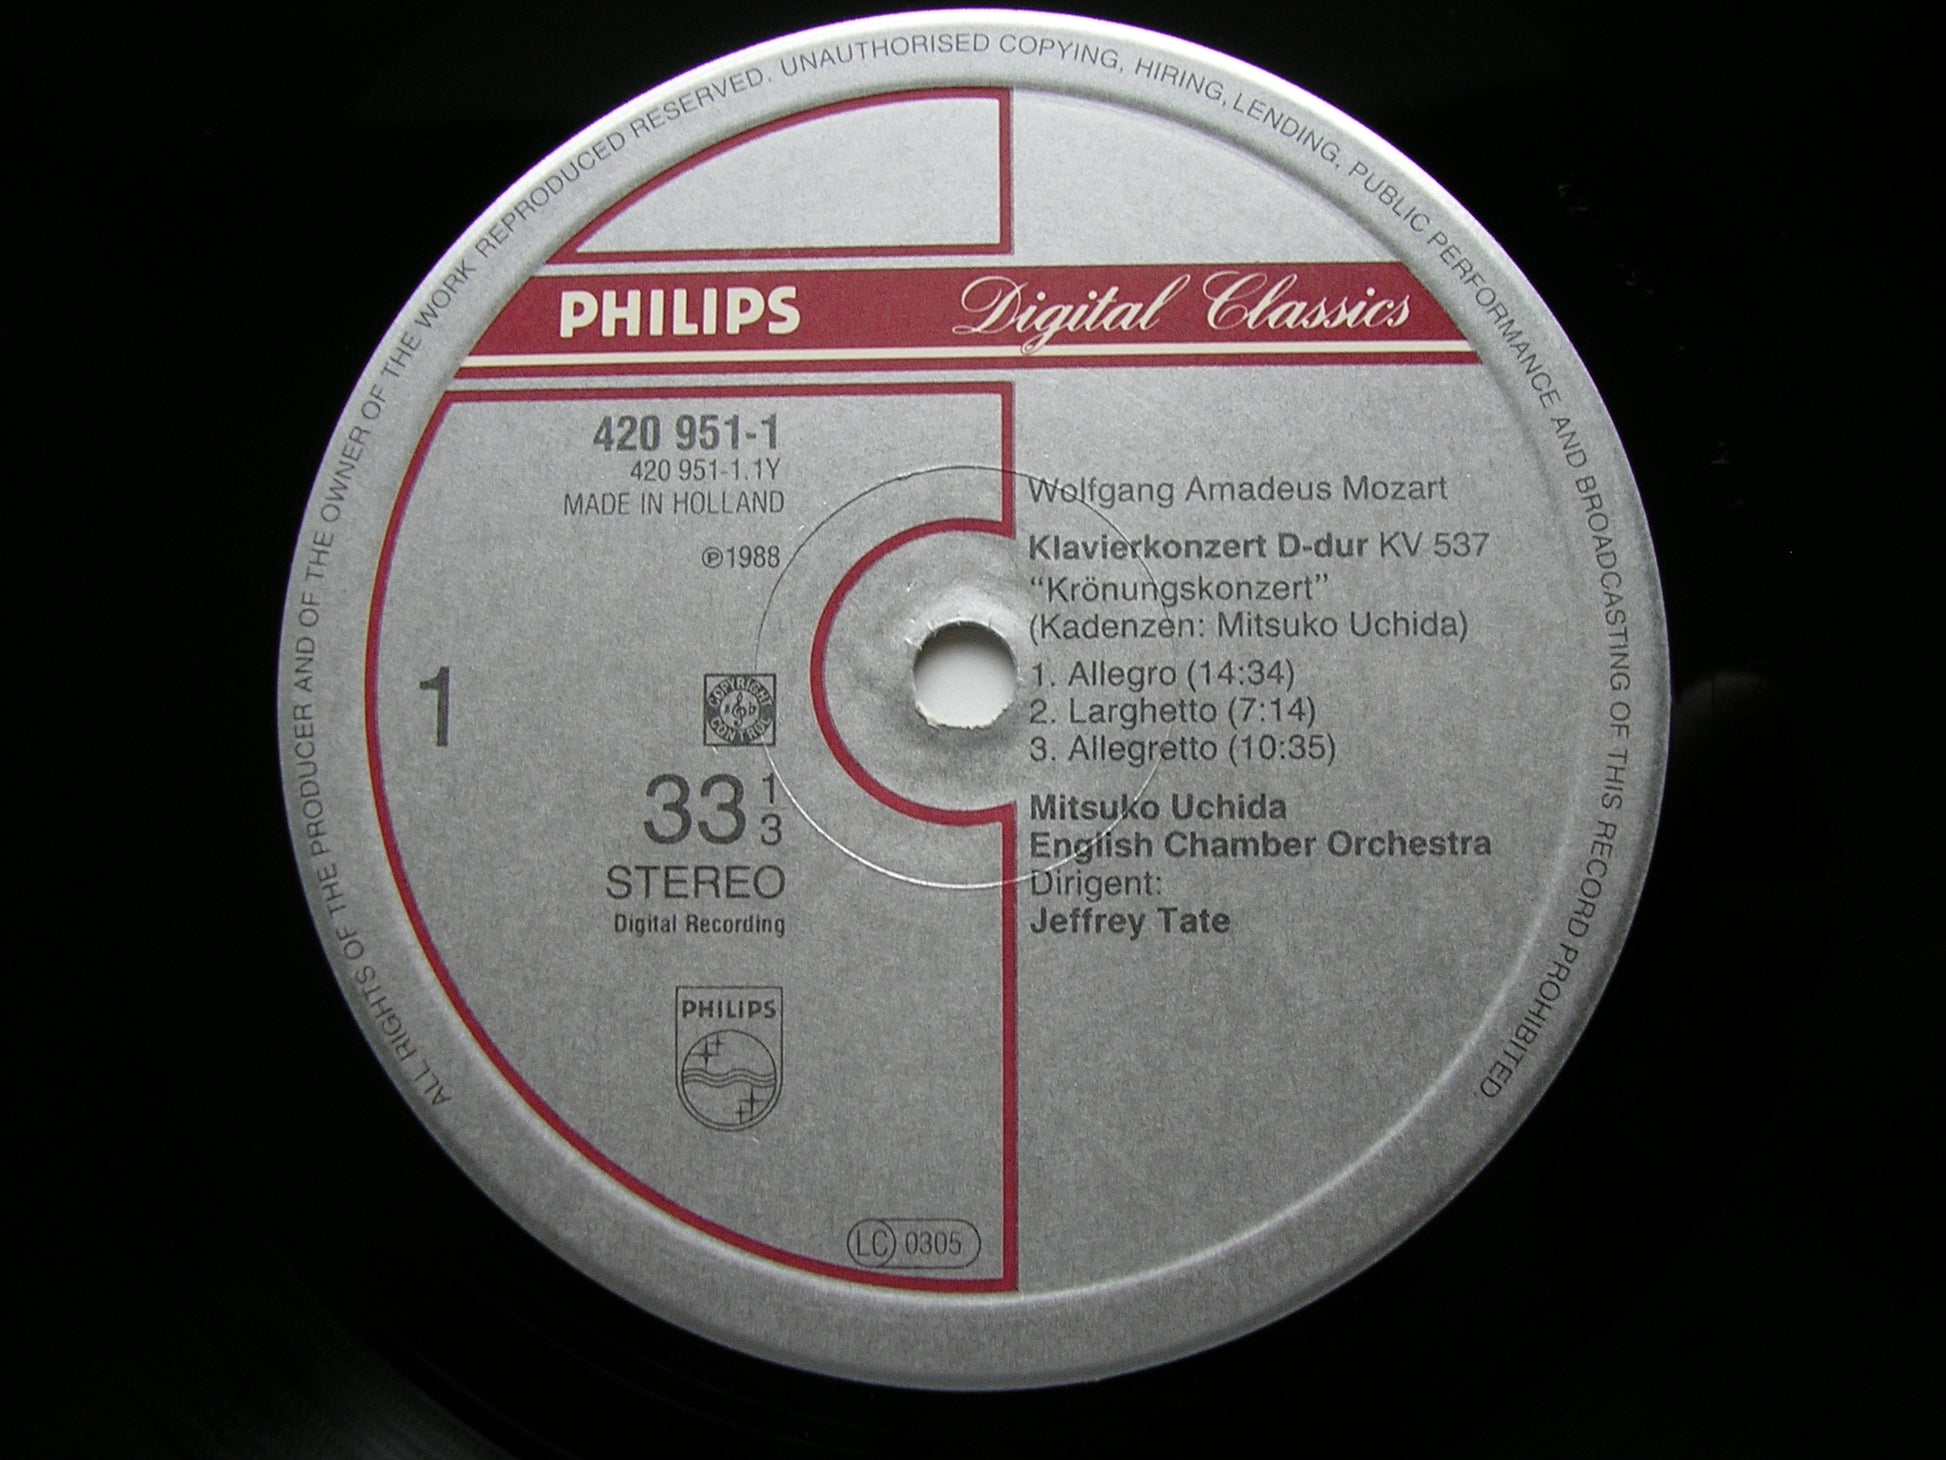 ALL RIGHTS OF THE PRODUCER AND OF THE OWNER OF THE WORK REPRODUCED RESERVED. UNAUTHORISED COPYING, HIRING, LENDING, PUBLIC PERFORMANCE AND BROADCASTING OF THIS RECORD PROHIBITED.
PHILIPS Digital Classics
420 951-1
420 951-1.1Y
MADE IN HOLLAND
℗1988
1
COPYRIGHT CONTROL
33 1/3
STEREO
Digital Recording
PHILIPS
LC 0305
Wolfgang Amadeus Mozart
Klavierkonzert D-dur KV 537
“Krönungskonzert”
(Kadenzen: Mitsuko Uchida)
1. Allegro (14:34)
2. Larghetto (7:14)
3. Allegretto (10:35)
Mitsuko Uchida
English Chamber Orchestra
Dirigent:
Jeffrey Tate